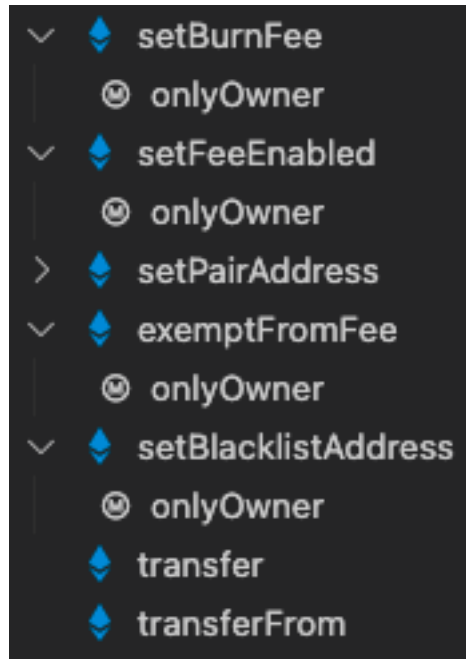 setBurnFee
onlyOwner
setFeeEnabled
onlyOwner
setPairAddress
exemptFromFee
onlyOwner
setBlacklistAddress
onlyOwner
transfer
transferFrom